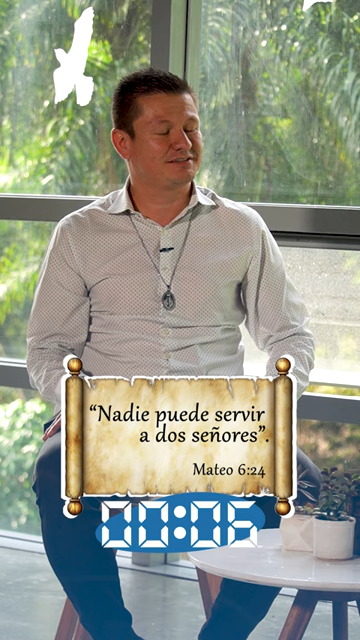 “Nadie puede servir
a dos señores”.
Mateo 6:24
00:06